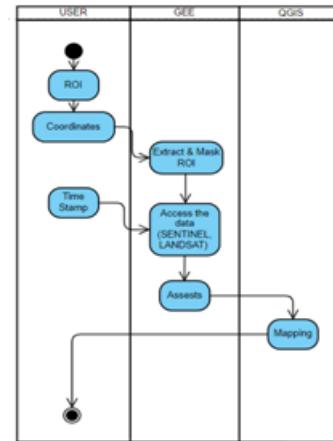 USER
GEE
QGIS
ROI
Coordinates
Extract & Mask
ROI
Time
Stamp
Access the
data
(SENTINEL,
LANDSAT)
Assests
Mapping